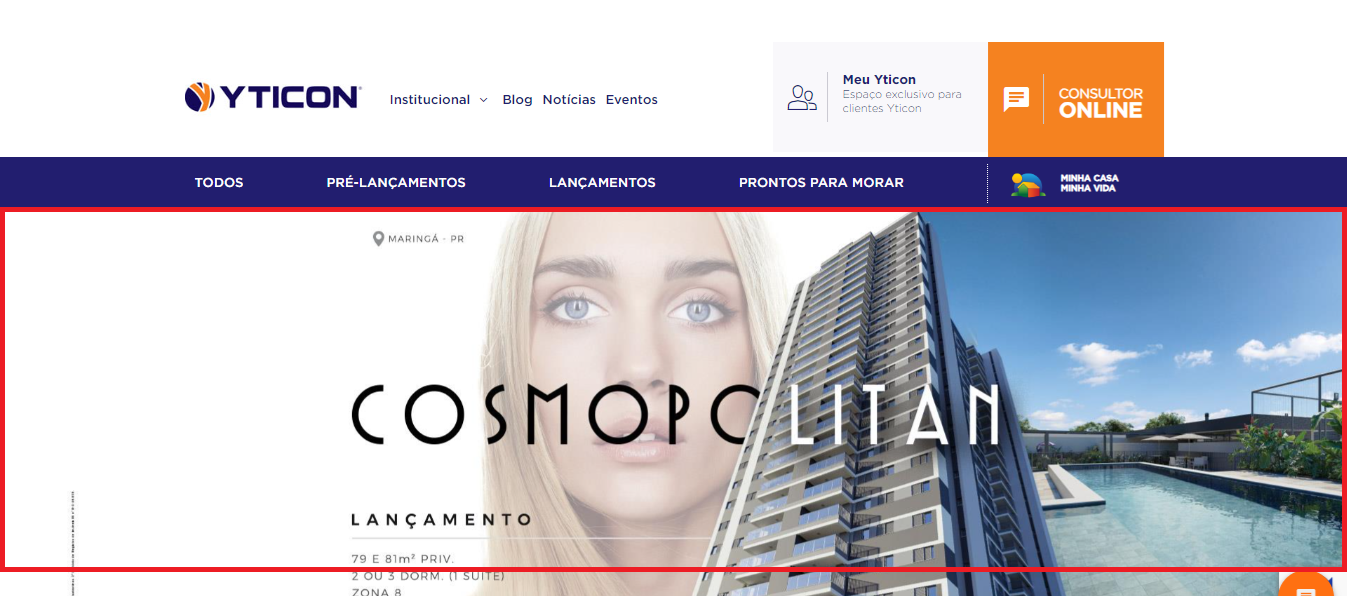 YTICON
Institucional Blog Notícias Eventos
Meu Yticon
Espaço exclusivo para
clientes Yticon
CONSULTOR
ONLINE
TODOS PRÉ-LANÇAMENTOS LANÇAMENTOS PRONTOS PARA MORAR
MINHA CASA
MINHA VIDA
MARINGÁ - PR
COSMOPOLITAN
LANÇAMENTO
79 E 81m² PRIV.
2 OU 3 DORM. (1 SUÍTE)
ZONA 8